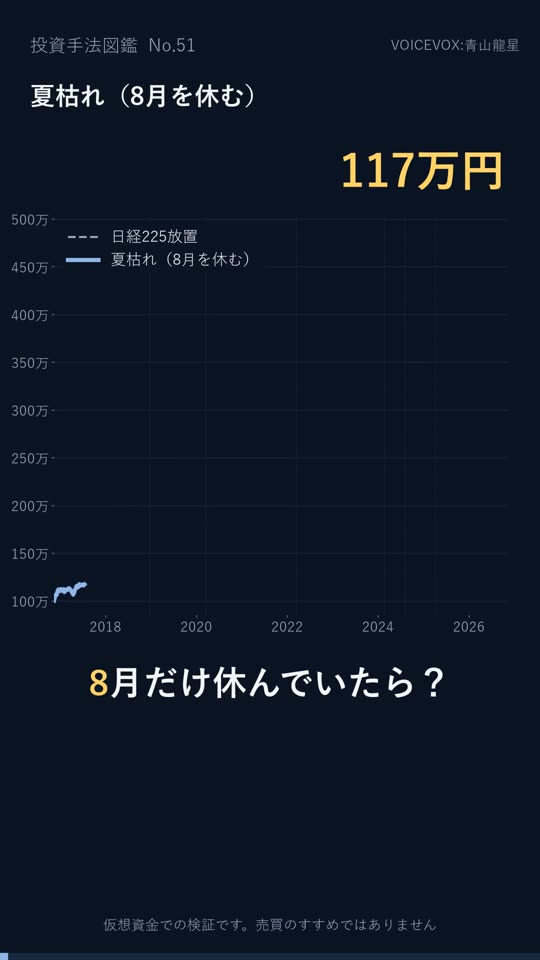 投資手法図鑑 No.51
VOICEVOX:青山龍星
夏枯れ（8月を休む）
117万円
500万
日経225放置
夏枯れ（8月を休む）
450万
400万
350万
300万
250万
200万
150万
100万
2018 2020 2022 2024 2026
8月だけ休んでいたら？
仮想資金での検証です。売買のすすめではありません